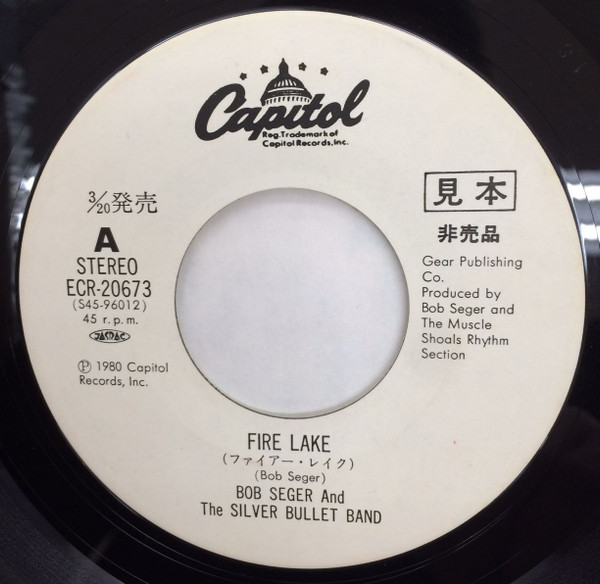 Capitol
Reg. Trademark of
Capitol Records, Inc.
3/20発売
A
STEREO
ECR-20673
(S45-96012)
45 r.p.m.
JASRAC
Ⓟ 1980 Capitol
Records, Inc.
見本
非売品
Gear Publishing
Co.
Produced by
Bob Seger and
The Muscle
Shoals Rhythm
Section
FIRE LAKE
(ファイアー・レイク)
(Bob Seger)
BOB SEGER And
The SILVER BULLET BAND